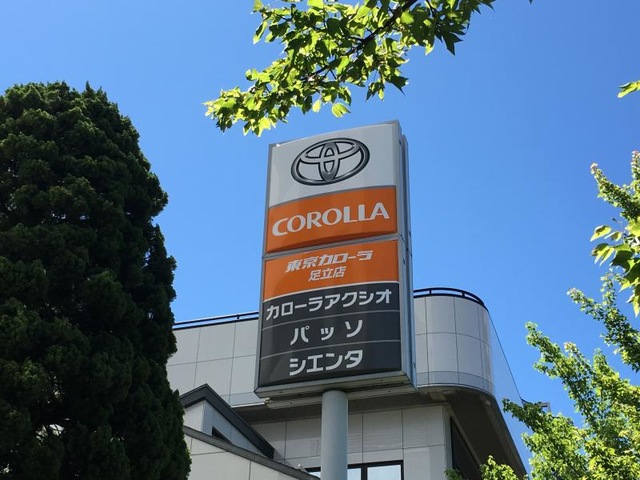 COROLLA
東京カローラ
足立店
カローラアクシオ
パッソ
シエンタ